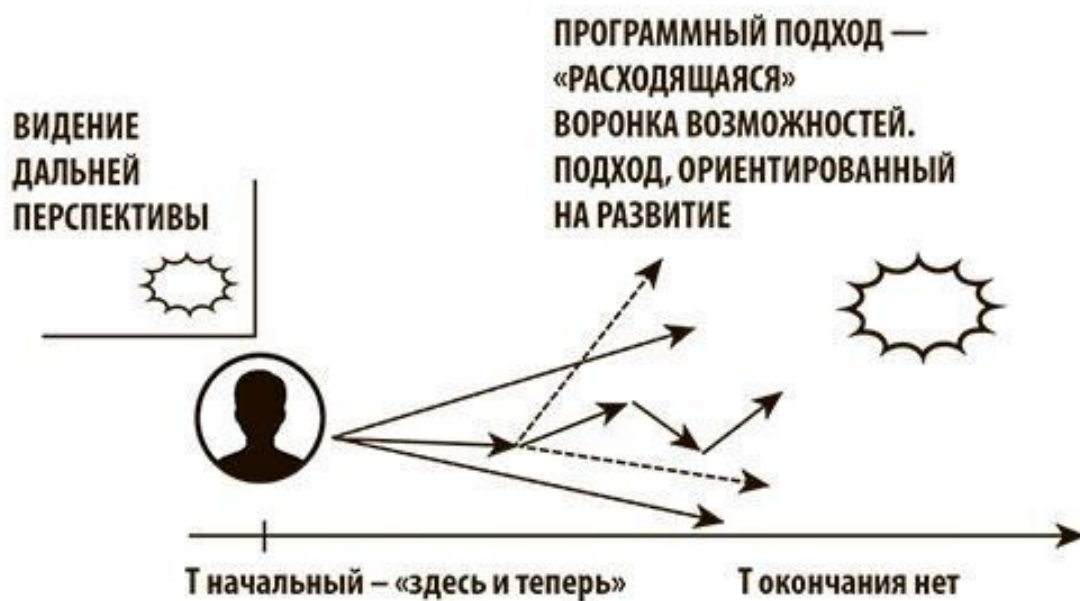 ВИДЕНИЕ
ДАЛЬНЕЙ
ПЕРСПЕКТИВЫ
ПРОГРАММНЫЙ ПОДХОД —
«РАСХОДЯЩАЯСЯ»
ВОРОНКА ВОЗМОЖНОСТЕЙ.
ПОДХОД, ОРИЕНТИРОВАННЫЙ
НА РАЗВИТИЕ
Т начальный – «здесь и теперь»
Т окончания нет